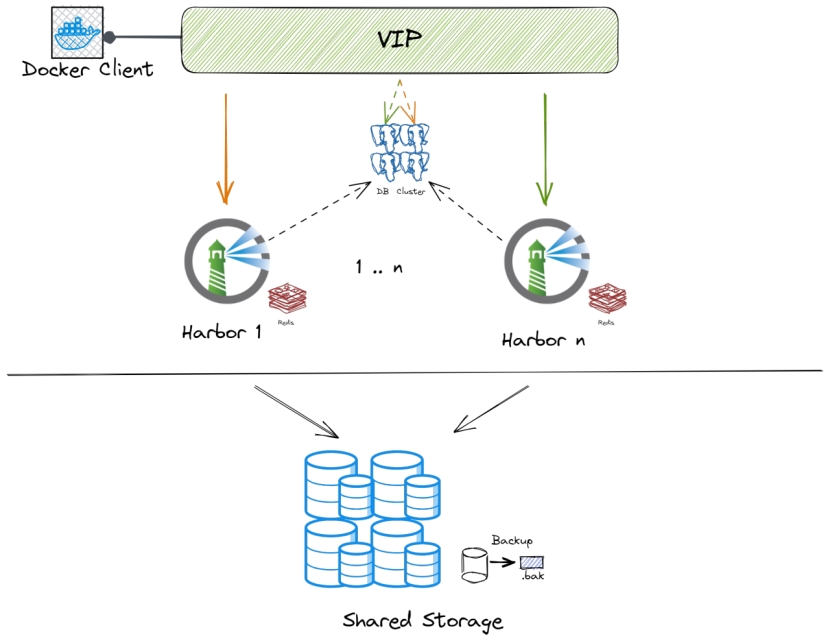 VIP
Docker Client
DB Cluster
1 .. n
Redis
Redis
Harbor 1
Harbor n
Backup
.bak
Shared Storage